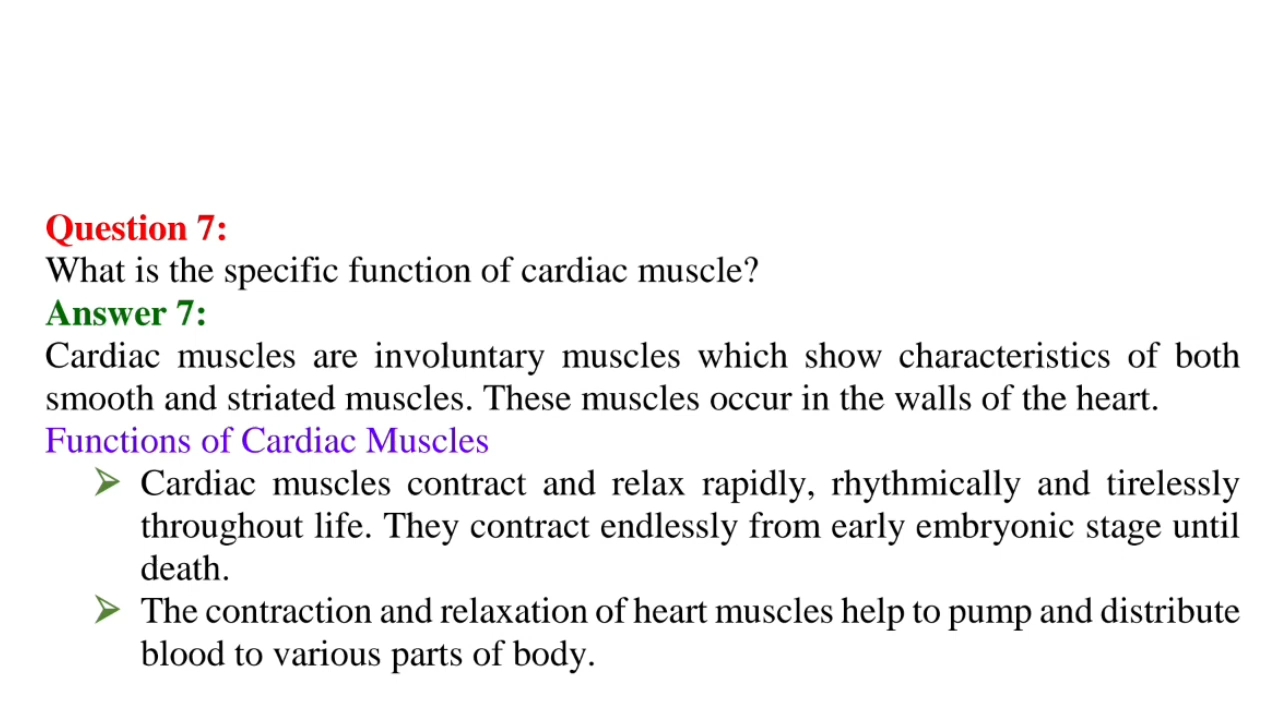 Question 7:
What is the specific function of cardiac muscle?
Answer 7:
Cardiac muscles are involuntary muscles which show characteristics of both
smooth and striated muscles. These muscles occur in the walls of the heart.
Functions of Cardiac Muscles
➢ Cardiac muscles contract and relax rapidly, rhythmically and tirelessly
throughout life. They contract endlessly from early embryonic stage until
death.
➢ The contraction and relaxation of heart muscles help to pump and distribute
blood to various parts of body.